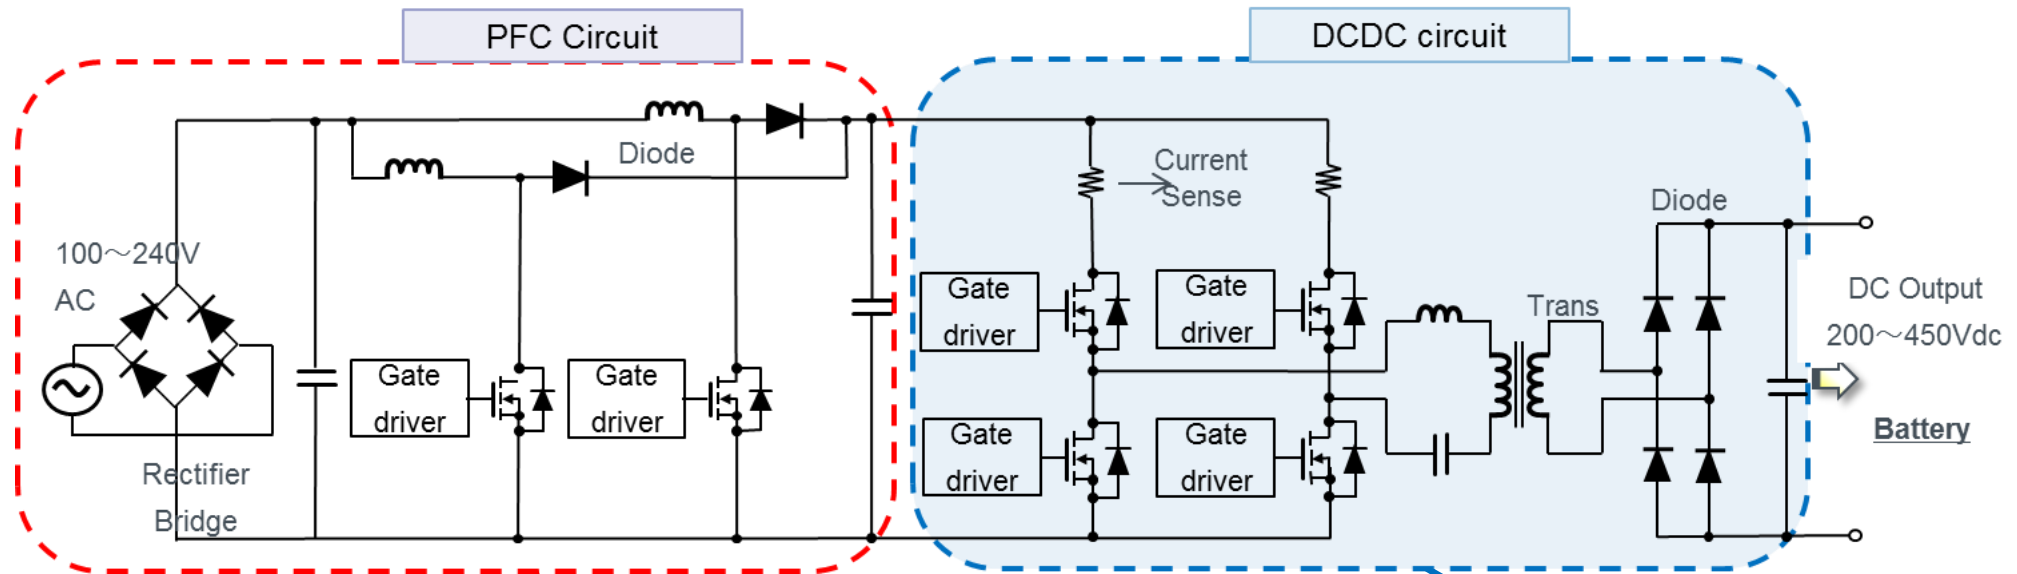 PFC Circuit
DCDC circuit
Diode
Current
Sense
Diode
100～240V
AC
Gate
driver
Gate
driver
Trans
DC Output
200～450Vdc
Gate
driver
Gate
driver
Gate
driver
Gate
driver
Battery
Rectifier
Bridge